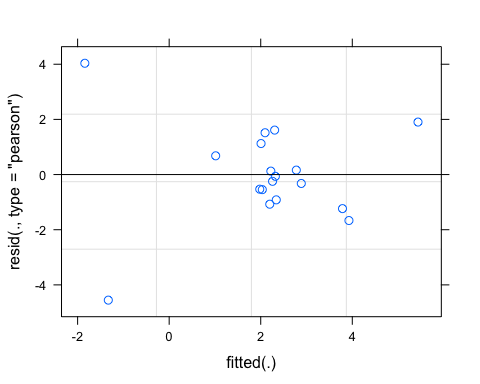 4
2
0
-2
-4
resid(., type = "pearson")
-2 0 2 4
fitted(.)